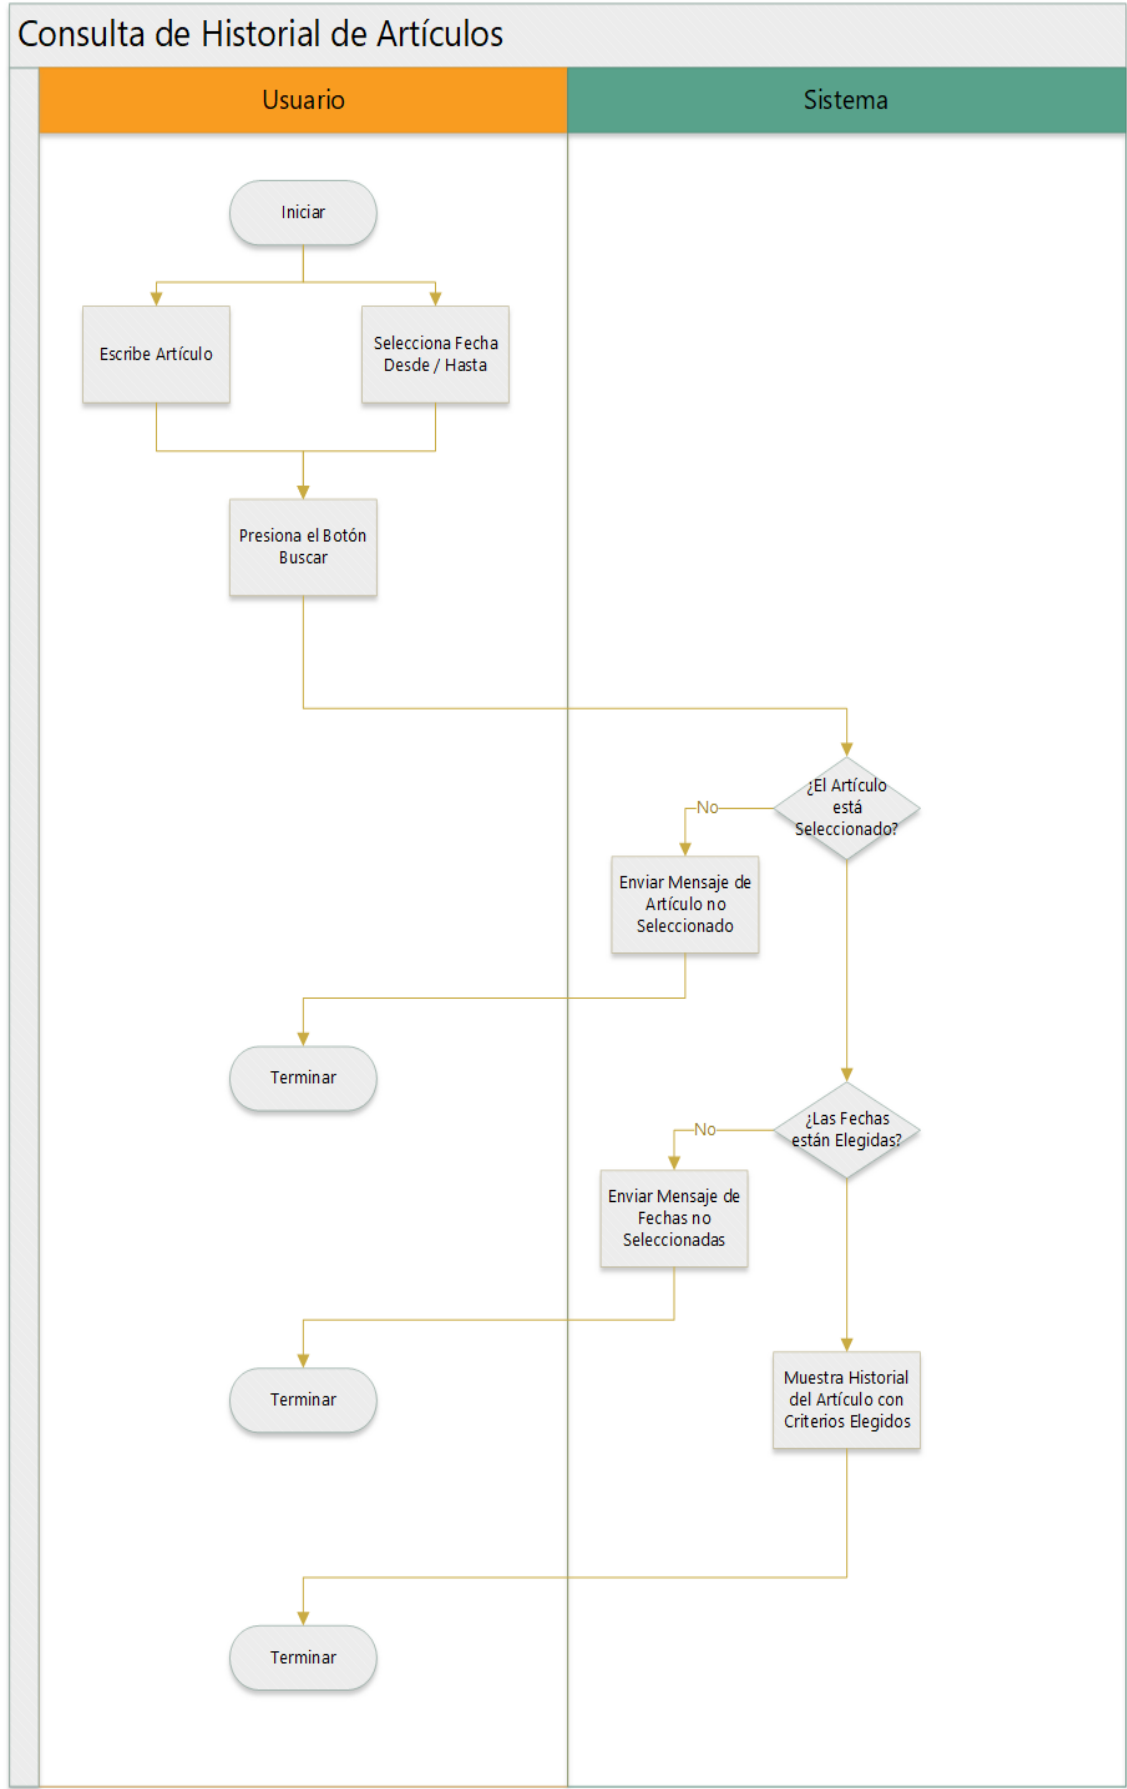 Consulta de Historial de Artículos
Usuario
Sistema
Iniciar
Escribe Artículo
Selecciona Fecha
Desde / Hasta
Presiona el Botón
Buscar
¿El Artículo
está
Seleccionado?
No
Enviar Mensaje de
Artículo no
Seleccionado
Terminar
¿Las Fechas
están Elegidas?
No
Enviar Mensaje de
Fechas no
Seleccionadas
Terminar
Muestra Historial
del Artículo con
Criterios Elegidos
Terminar